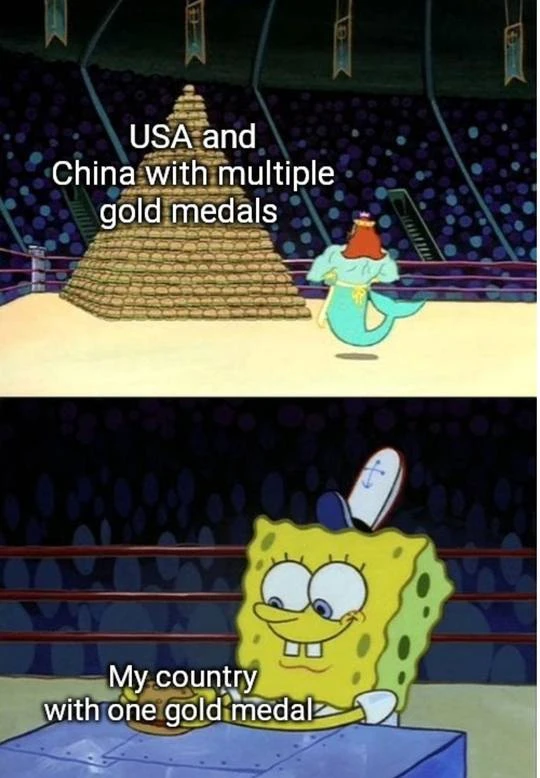 USA and
China with multiple
gold medals
My country
with one gold medal